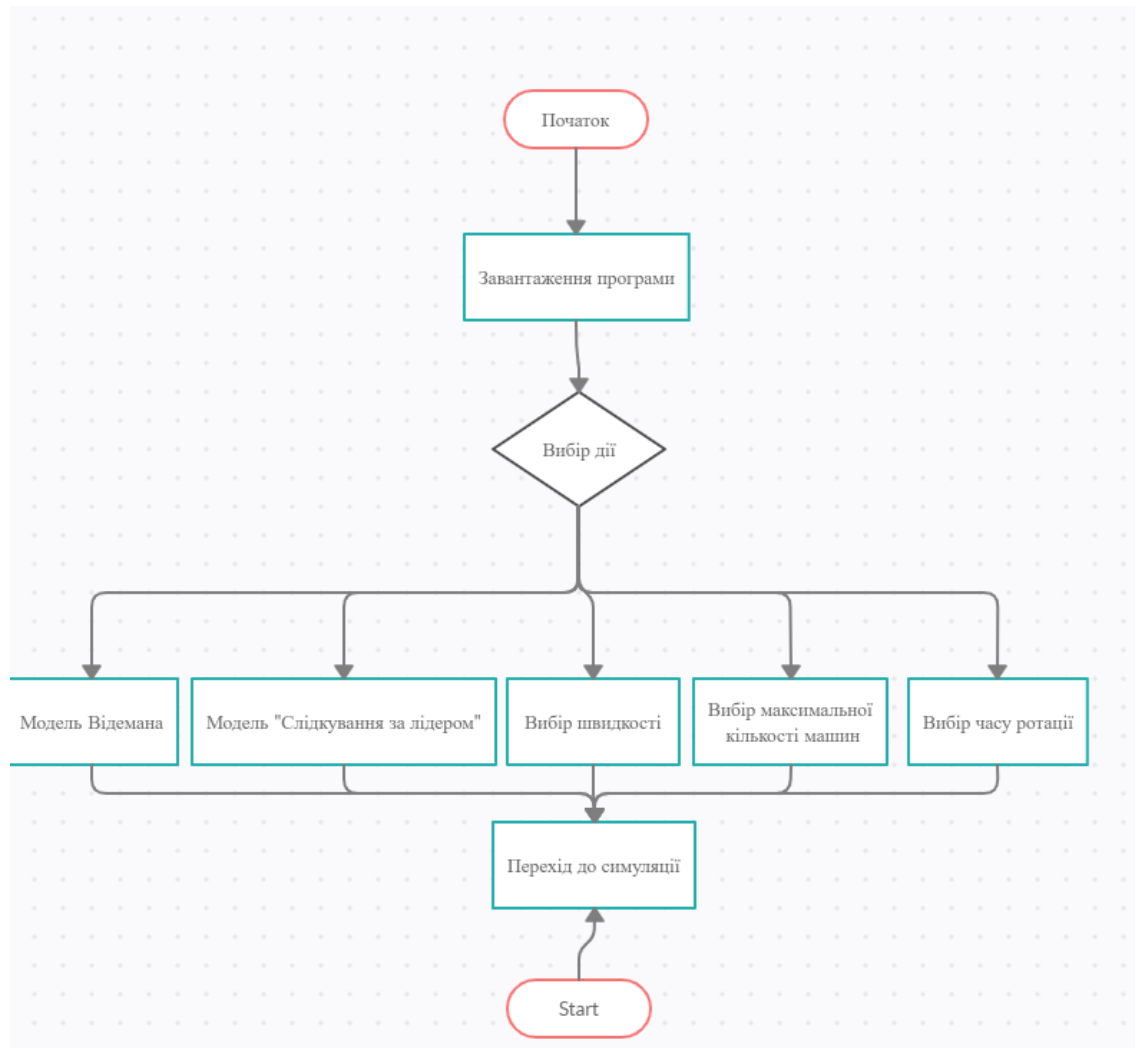 Початок
Завантаження програми
Вибір дії
Модель Відемана
Модель "Слідкування за лідером"
Вибір швидкості
Вибір максимальної
кількості машин
Вибір часу ротації
Перехід до симуляції
Start